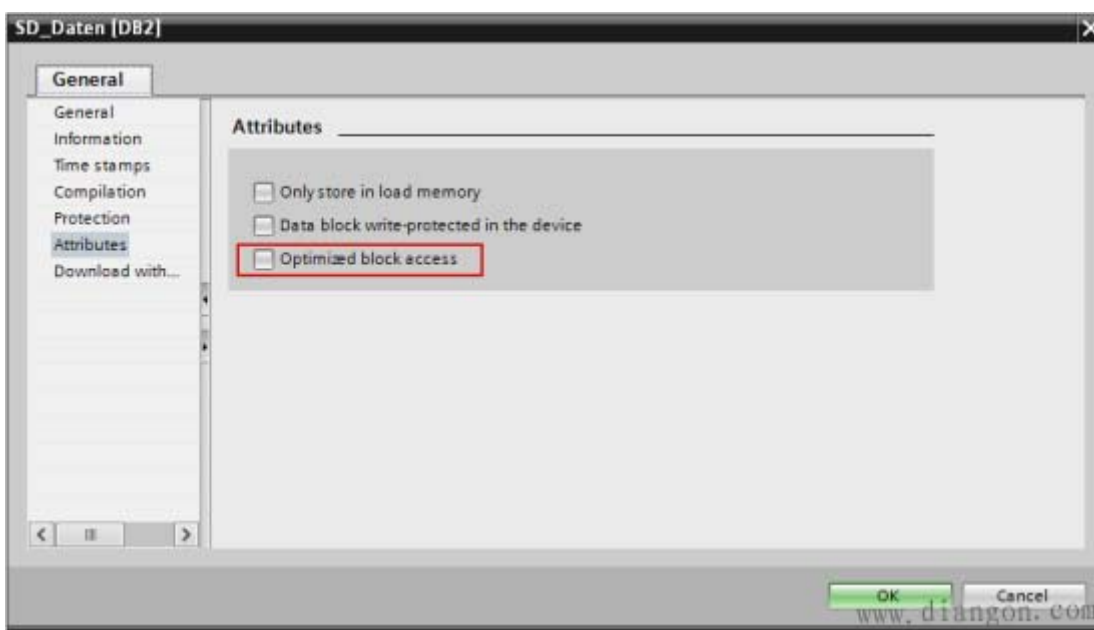 SD_Daten [DB2]
General
General
Information
Time stamps
Compilation
Protection
Attributes
Download with...
Attributes
Only store in load memory
Data block write-protected in the device
Optimized block access
OK
Cancel
www.diangon.com